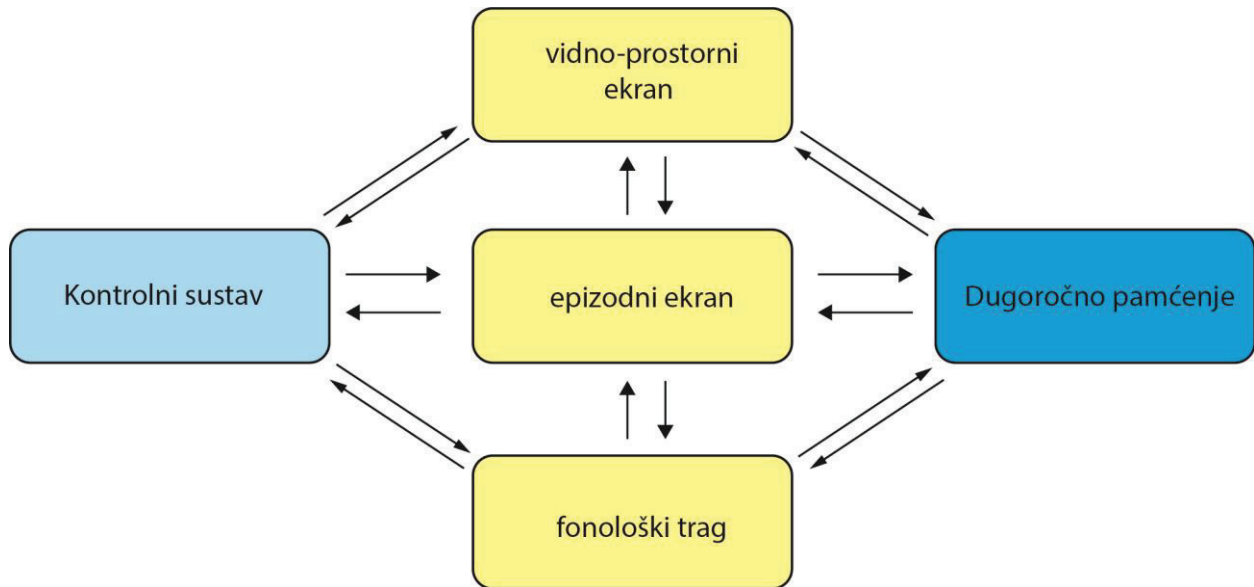 vidno-prostorni
ekran
Kontrolni sustav
epizodni ekran
Dugoročno pamćenje
fonološki trag